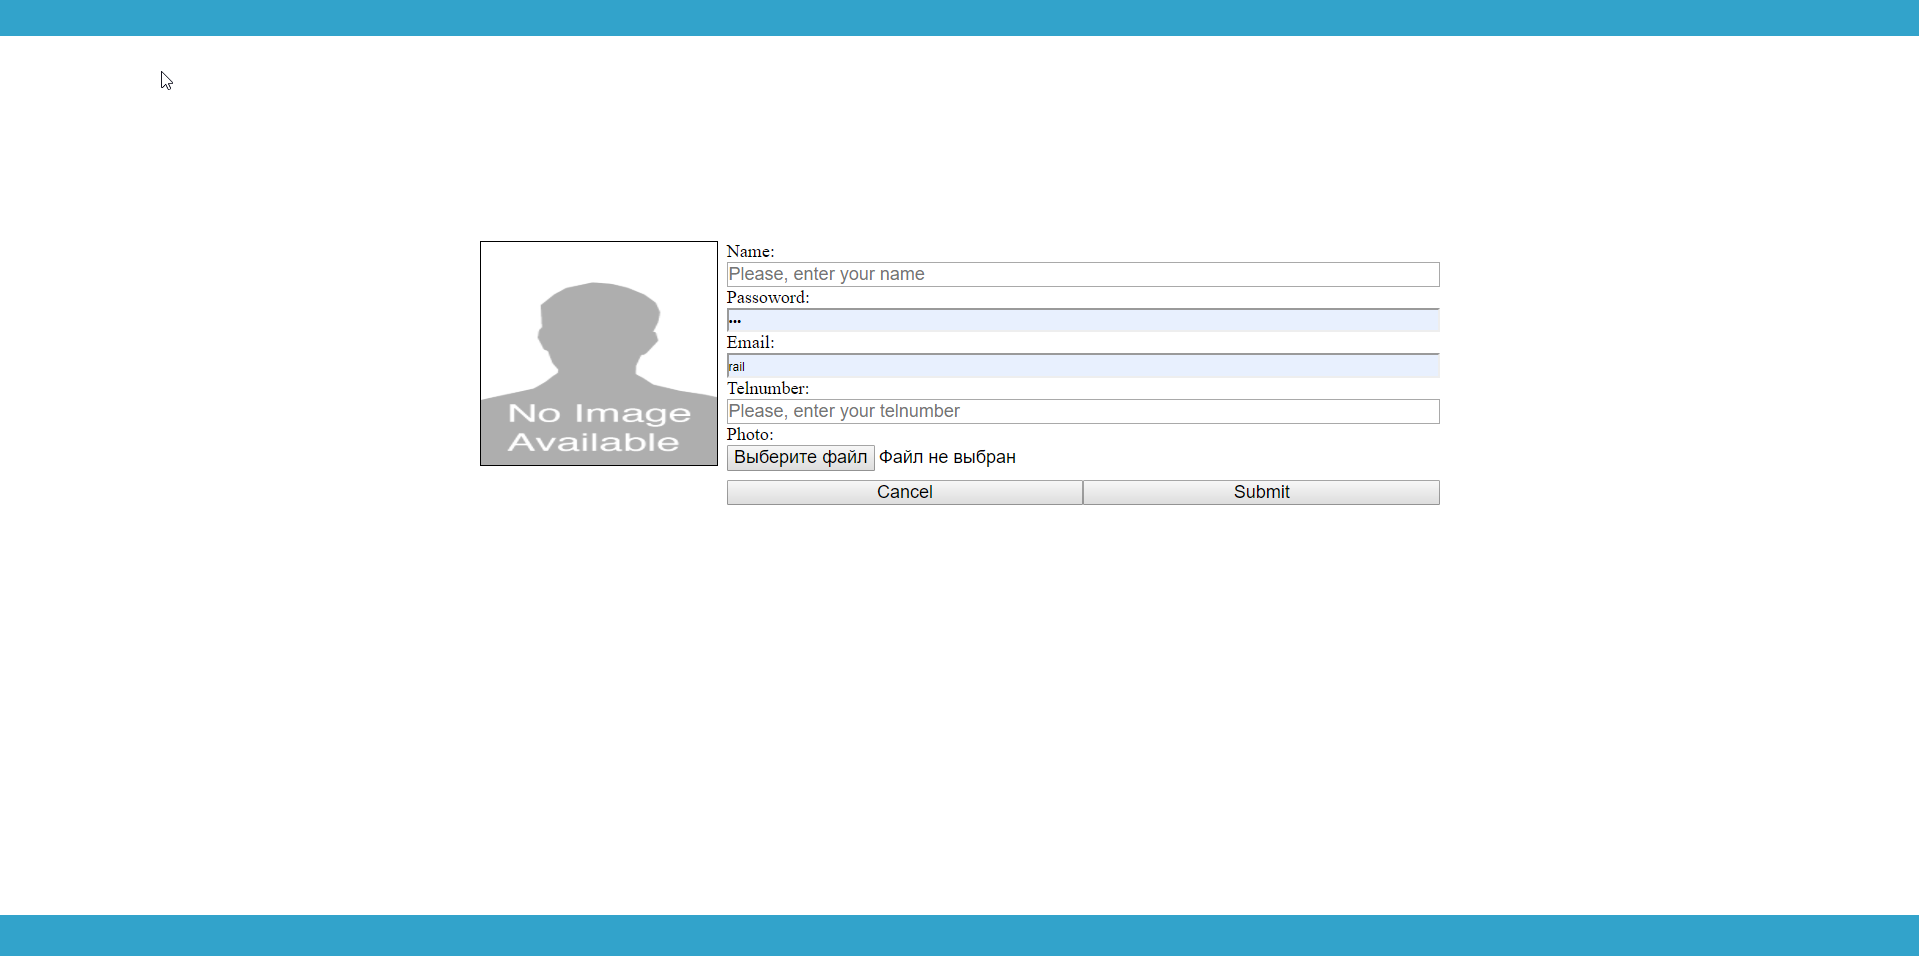 No Image
Available
Name:
Please, enter your name
Passoword:
•••
Email:
rail
Telnumber:
Please, enter your telnumber
Photo:
Выберите файл Файл не выбран
Cancel Submit